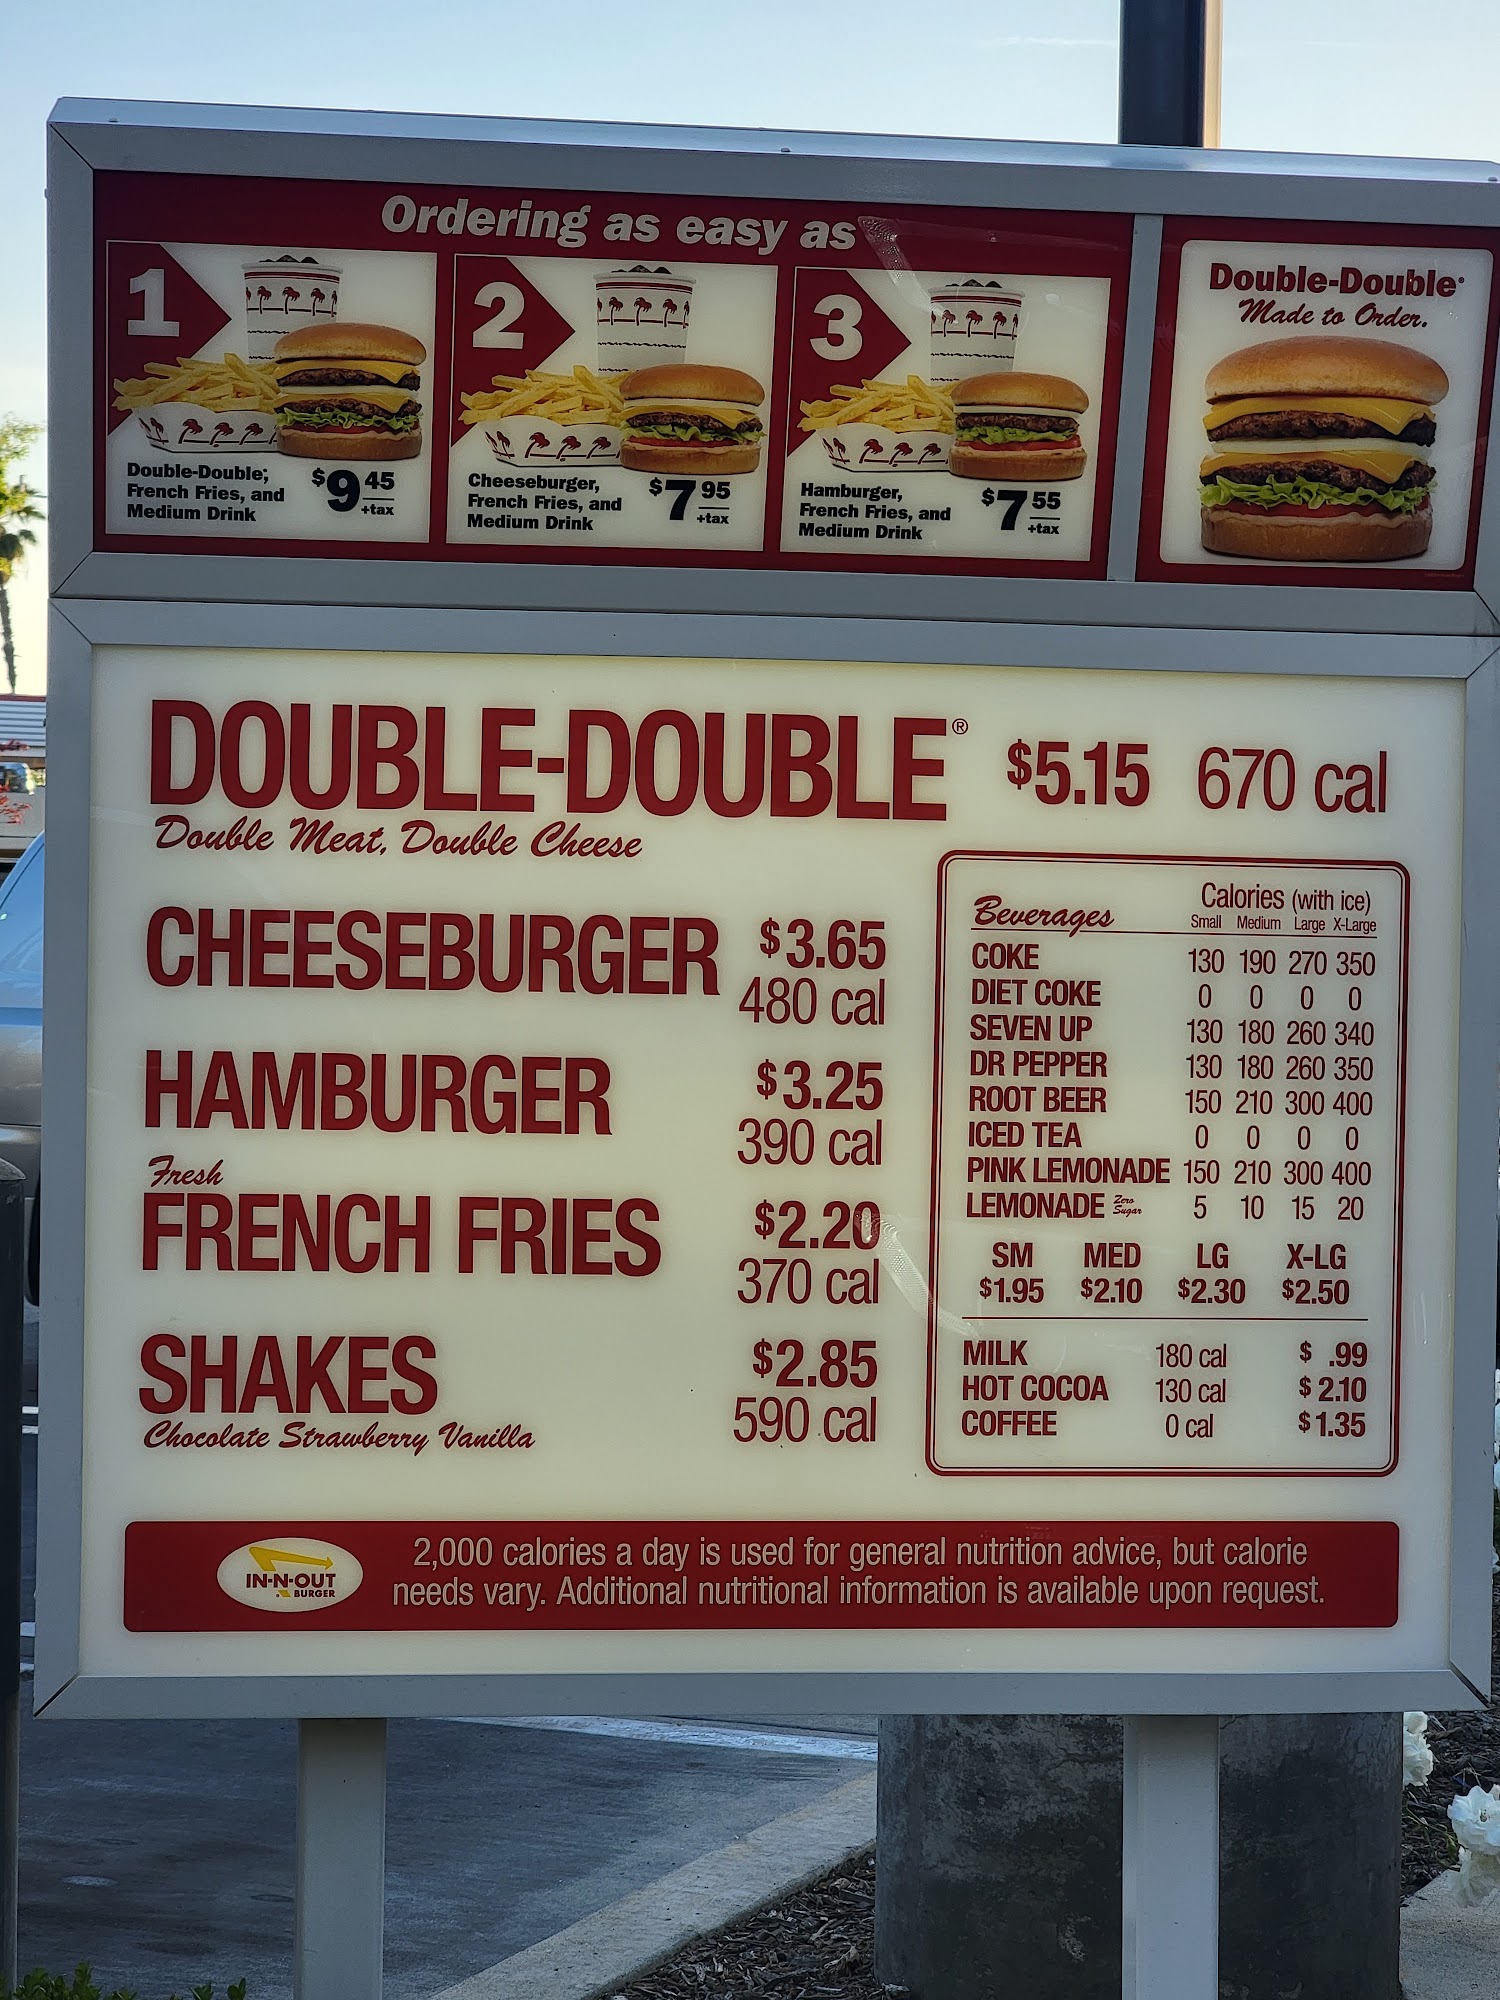 Ordering as easy as
1
Double-Double,
French Fries, and
Medium Drink
$9 45
+tax
2
Cheeseburger,
French Fries, and
Medium Drink
$7 95
+tax
3
Hamburger,
French Fries, and
Medium Drink
$7 55
+tax
Double-Double®
Made to Order.
DOUBLE-DOUBLE® $5.15 670 cal
Double Meat, Double Cheese
CHEESEBURGER $3.65
480 cal
HAMBURGER $3.25
390 cal
Fresh
FRENCH FRIES $2.20
370 cal
SHAKES $2.85
590 cal
Chocolate Strawberry Vanilla
Beverages Calories (with ice)
Small Medium Large X-Large
COKE 130 190 270 350
DIET COKE 0 0 0 0
SEVEN UP 130 180 260 340
DR PEPPER 130 180 260 350
ROOT BEER 150 210 300 400
ICED TEA 0 0 0 0
PINK LEMONADE 150 210 300 400
LEMONADE Zero Sugar 5 10 15 20
SM MED LG X-LG
$1.95 $2.10 $2.30 $2.50
MILK 180 cal $ .99
HOT COCOA 130 cal $2.10
COFFEE 0 cal $1.35
IN-N-OUT
BURGER
2,000 calories a day is used for general nutrition advice, but calorie
needs vary. Additional nutritional information is available upon request.